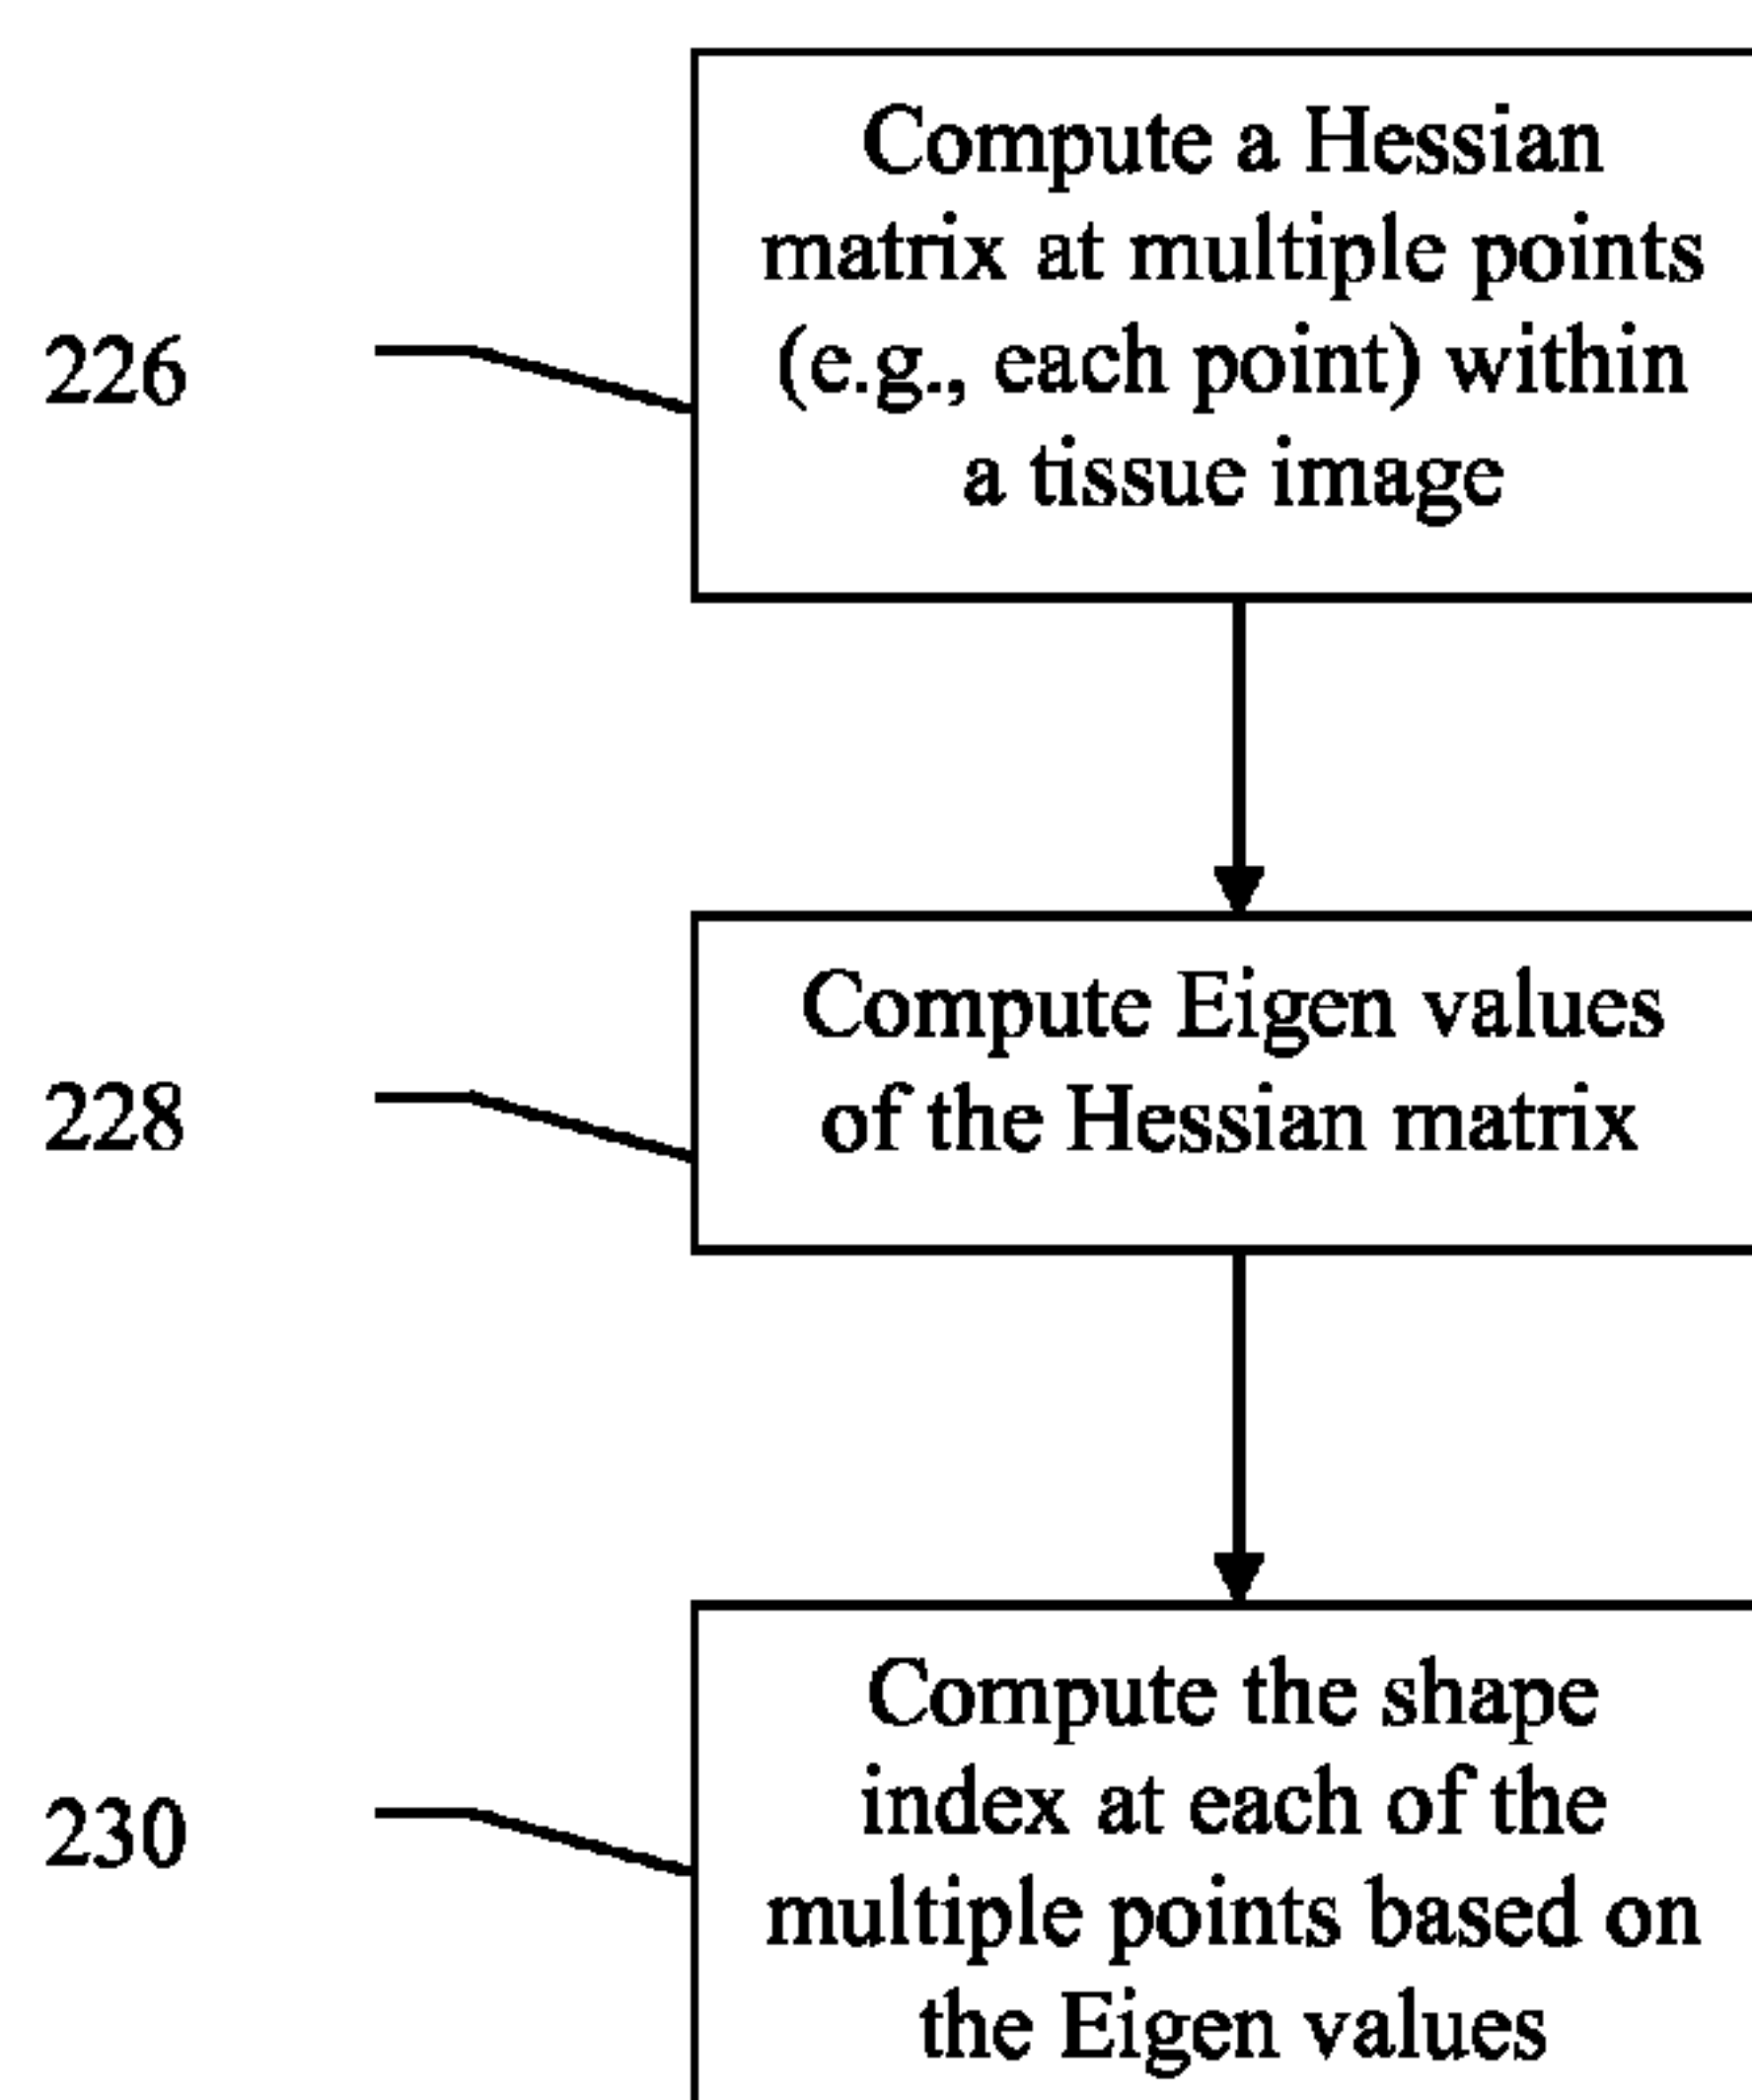 Compute a Hessian
matrix at multiple points
226
(e.g., each point) within
a tissue image
Compute Eigen values
228
of the Hessian matrix
Compute the shape
230
index at each of the
multiple points based on
the Eigen values